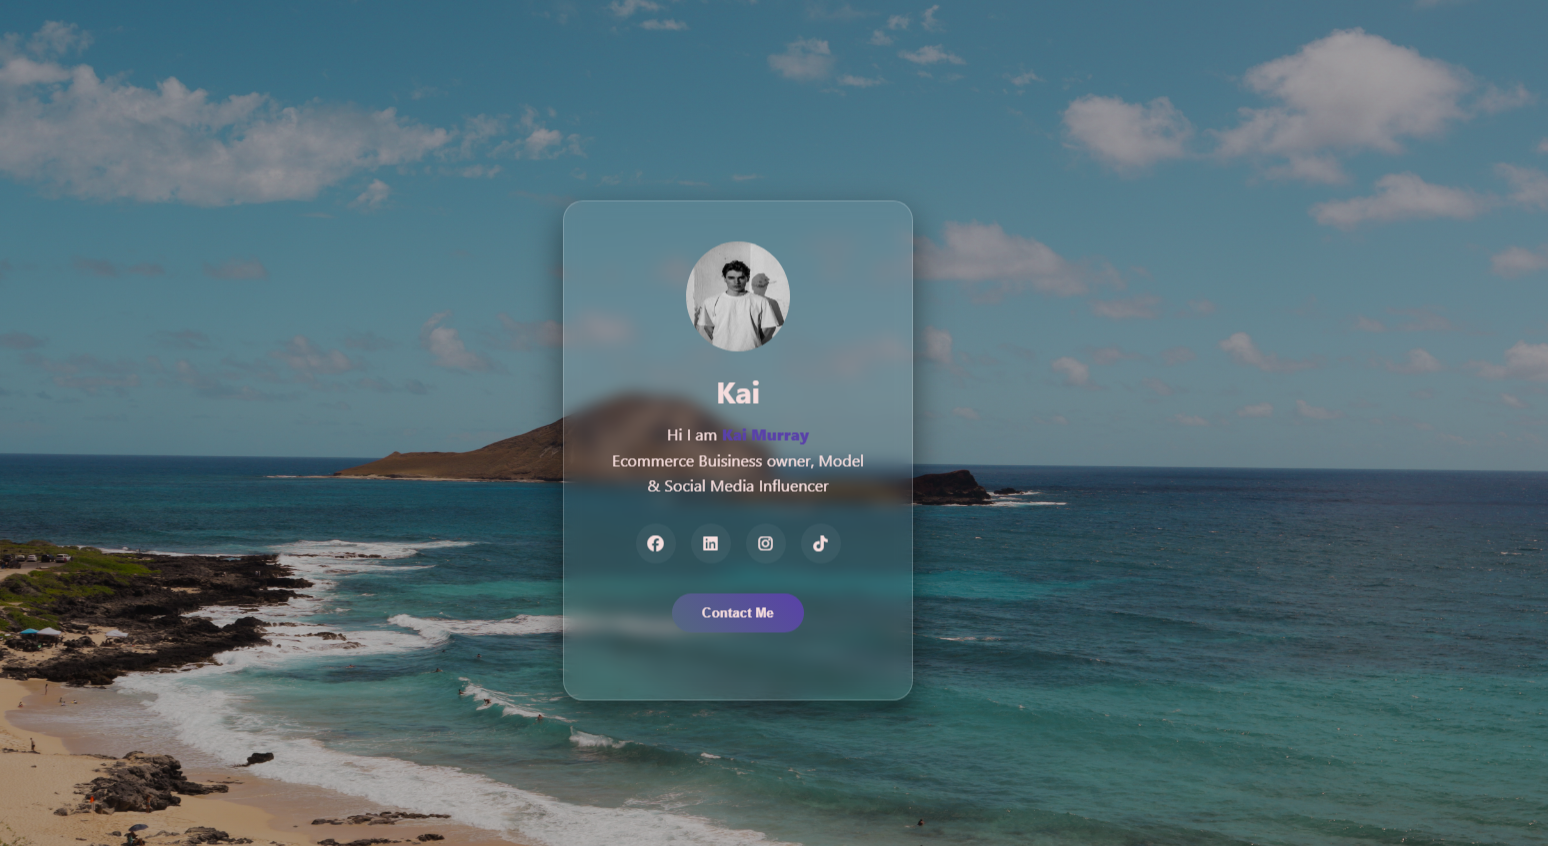 Kai
Hi I am Kai Murray
Ecommerce Buisiness owner, Model
& Social Media Influencer
Contact Me